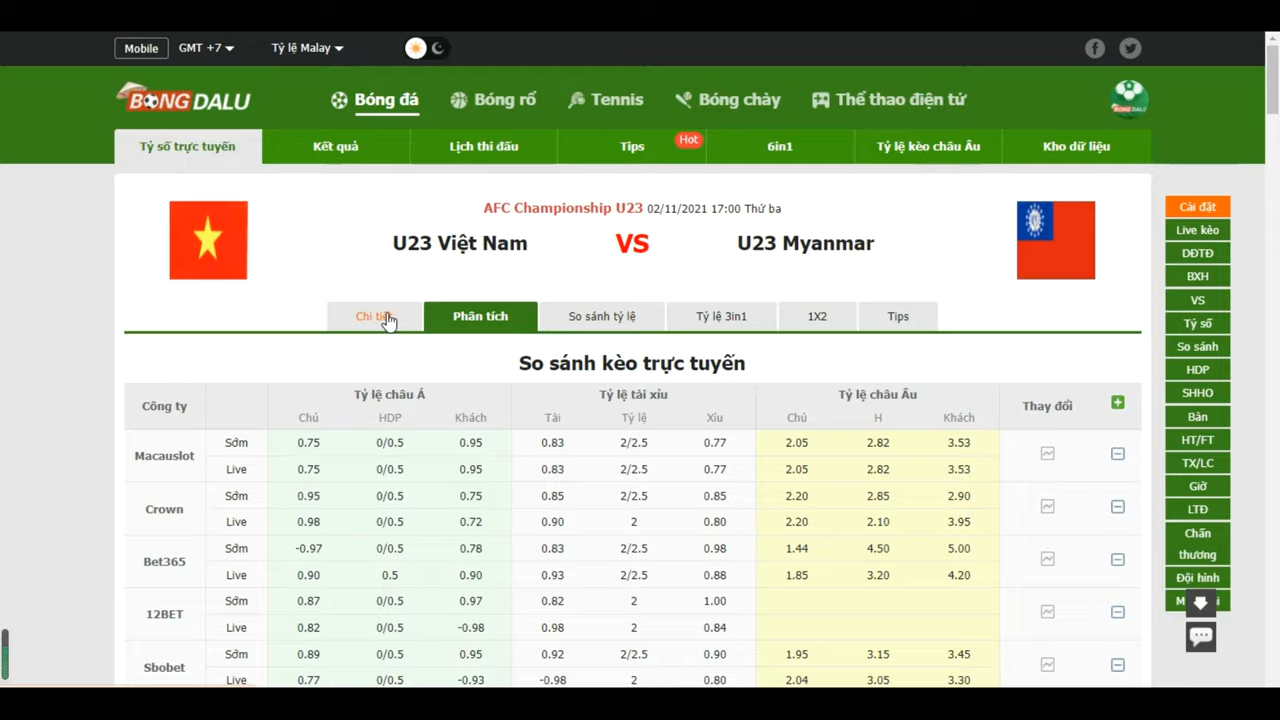 Mobile GMT +7 Tỷ lệ Malay
BONG DALU Bóng đá Bóng rổ Tennis Bóng chày Thể thao điện tử
Tỷ số trực tuyến Kết quả Lịch thi đấu Tips Hot 6in1 Tỷ lệ kèo châu Âu Kho dữ liệu
AFC Championship U23 02/11/2021 17:00 Thứ ba
U23 Việt Nam VS U23 Myanmar
Chi Phân tích So sánh tỷ lệ Tỷ lệ 3in1 1X2 Tips
So sánh kèo trực tuyến
Công ty Tỷ lệ châu Á Tỷ lệ tài xỉu Tỷ lệ châu Âu Thay đổi
Chủ HDP Khách Tài Tỷ lệ Xỉu Chủ H Khách
Macauslot
Sớm 0.75 0/0.5 0.95 0.83 2/2.5 0.77 2.05 2.82 3.53
Live 0.75 0/0.5 0.95 0.83 2/2.5 0.77 2.05 2.82 3.53
Crown
Sớm 0.95 0/0.5 0.75 0.85 2/2.5 0.85 2.20 2.85 2.90
Live 0.98 0/0.5 0.72 0.90 2 0.80 2.20 2.10 3.95
Bet365
Sớm -0.97 0/0.5 0.78 0.83 2/2.5 0.98 1.44 4.50 5.00
Live 0.90 0.5 0.90 0.93 2/2.5 0.88 1.85 3.20 4.20
12BET
Sớm 0.87 0/0.5 0.97 0.82 2 1.00
Live 0.82 0/0.5 -0.98 0.98 2 0.84
Sbobet
Sớm 0.89 0/0.5 0.95 0.92 2/2.5 0.90 1.95 3.15 3.45
Live 0.77 0/0.5 -0.93 -0.98 2 0.80 2.04 3.05 3.30
Cài đặt
Live kèo
DĐTĐ
BXH
VS
Tỷ số
So sánh
HDP
SHHO
Bàn
HT/FT
TX/LC
Giờ
LTĐ
Chấn
thương
Đội hình